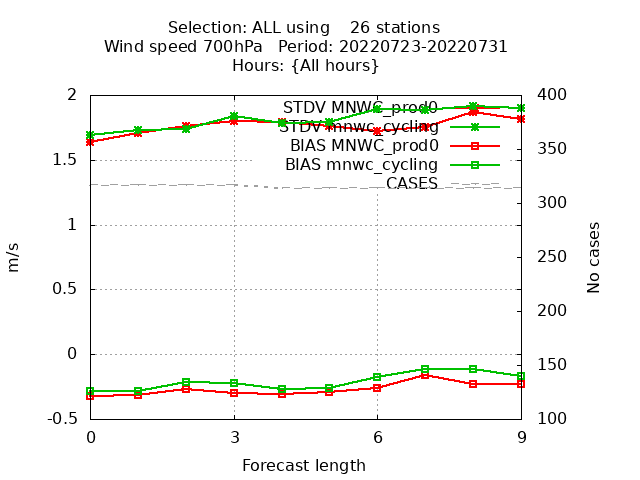 Selection: ALL using    26 stations
Wind speed 700hPa   Period: 20220723-20220731
Hours: {All hours}
2
1.5
1
0.5
0
-0.5
m/s
STDV MNWC_prod0
STDV mnwc_cycling
BIAS MNWC_prod0
BIAS mnwc_cycling
CASES
400
350
300
250
200
150
100
No cases
0 3 6 9
Forecast length